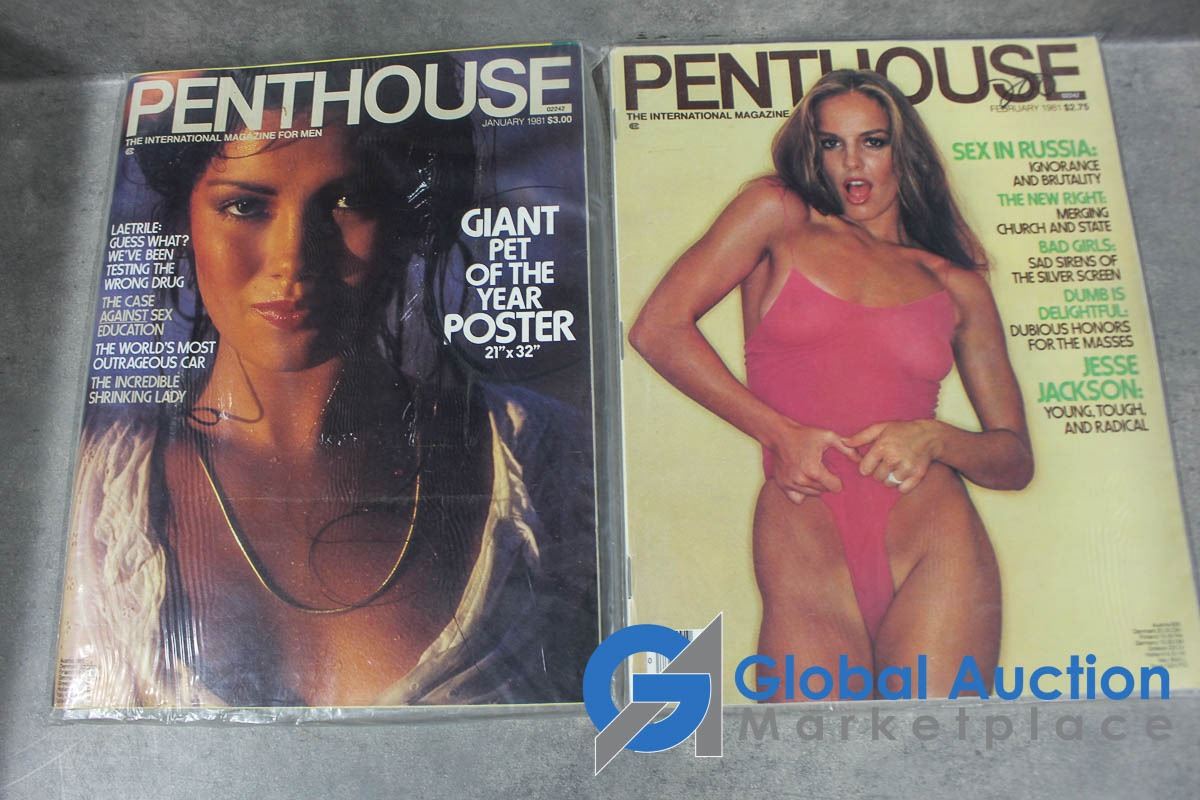 PENTHOUSE
02242
THE INTERNATIONAL MAGAZINE FOR MEN
JANUARY 1981 $3.00
LAETRILE:
GUESS WHAT?
WE'VE BEEN
TESTING THE
WRONG DRUG
THE CASE
AGAINST SEX
EDUCATION
THE WORLD'S MOST
OUTRAGEOUS CAR
THE INCREDIBLE
SHRINKING LADY
GIANT
PET
OF THE
YEAR
POSTER
21"x 32"
PENTHOUSE
02242
THE INTERNATIONAL MAGAZINE
FEBRUARY 1981 $2.75
SEX IN RUSSIA:
IGNORANCE
AND BRUTALITY
THE NEW RIGHT:
MERGING
CHURCH AND STATE
BAD GIRLS:
SAD SIRENS OF
THE SILVER SCREEN
DUMB IS
DELIGHTFUL:
DUBIOUS HONORS
FOR THE MASSES
JESSE
JACKSON:
YOUNG, TOUGH,
AND RADICAL
Global Auction
Marketplace